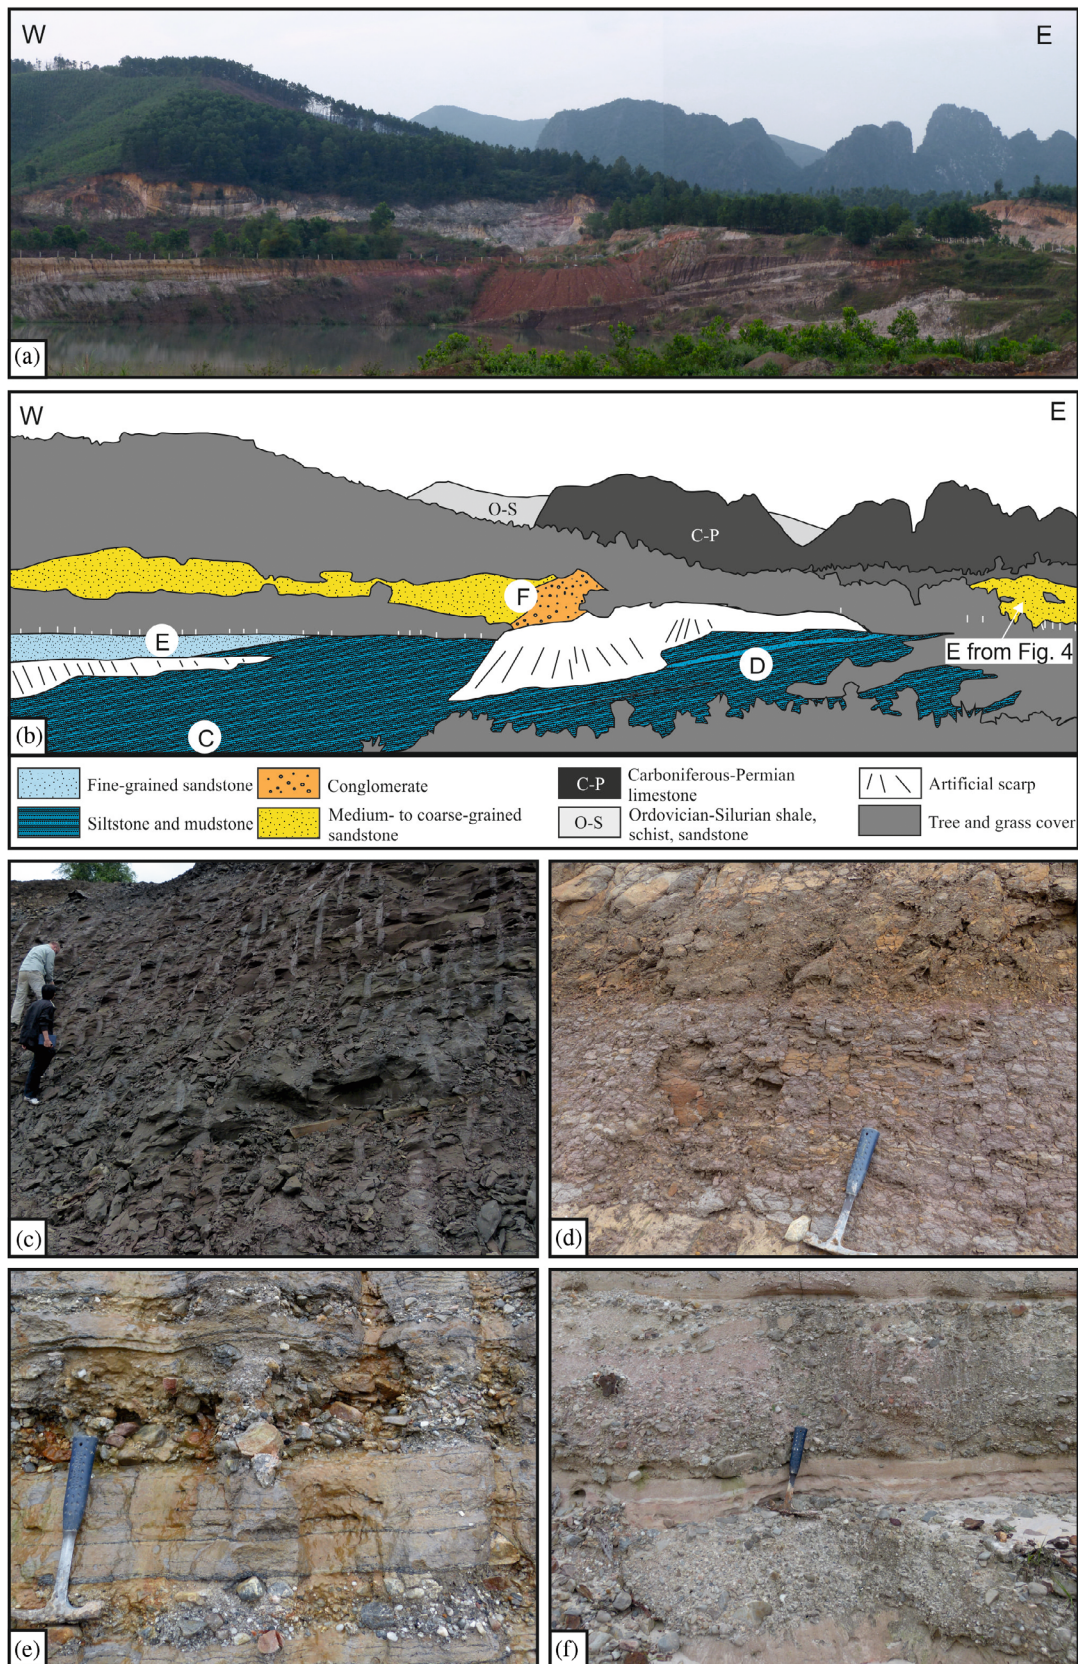 W
E
(a)
W
E
O-S
C-P
F
E
E from Fig. 4
D
C
(b)
Fine-grained sandstone
Conglomerate
C-P
Carboniferous-Permian
limestone
Artificial scarp
Siltstone and mudstone
Medium- to coarse-grained
sandstone
O-S
Ordovician-Silurian shale,
schist, sandstone
Tree and grass cover
(c)
(d)
(e)
(f)